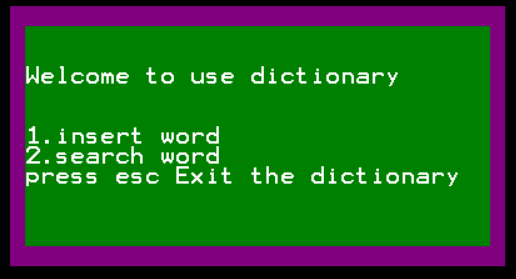 Welcome to use dictionary
1.insert word
2.search word
press esc Exit the dictionary